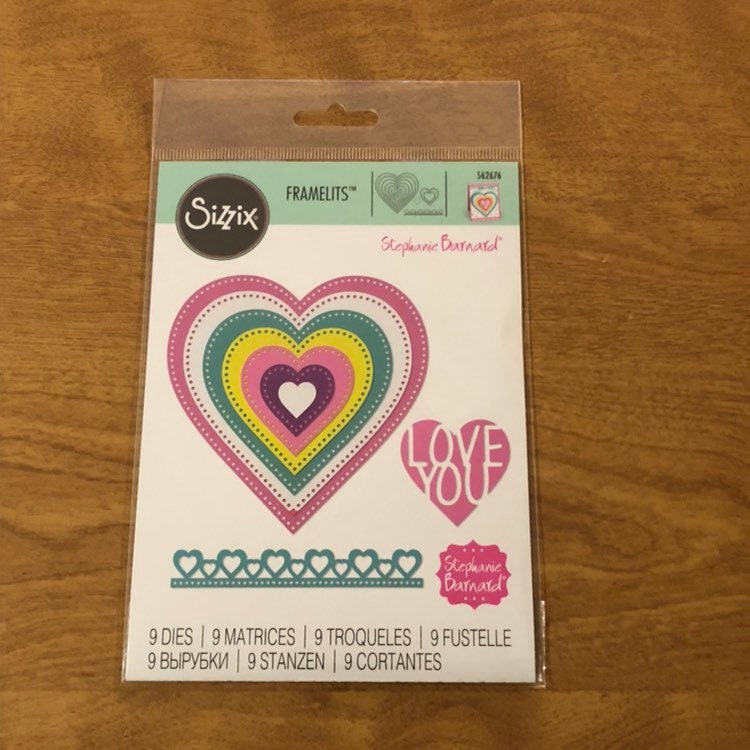 562676
FRAMELITS™
Sizzix®
Stephanie Barnard®
LOVE
YOU
Stephanie
Barnard®
9 DIES | 9 MATRICES | 9 TROQUELES | 9 FUSTELLE
9 ВЫРУБКИ | 9 STANZEN | 9 CORTANTES